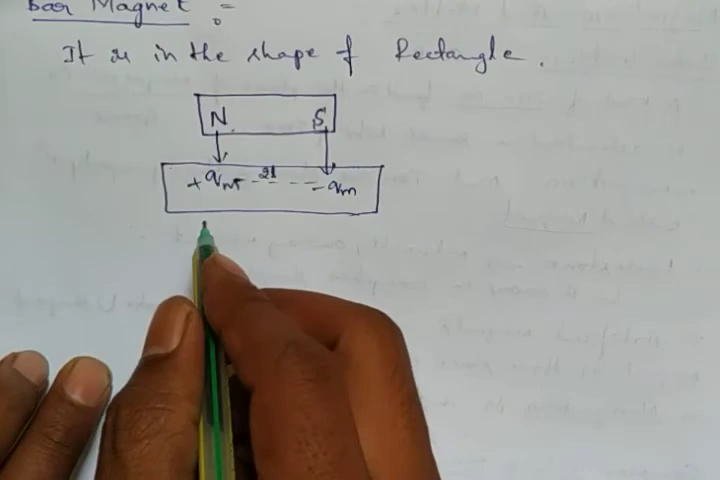 Bar Magnet :
It is in the shape of Rectangle.
N S
+qm 2l -qm